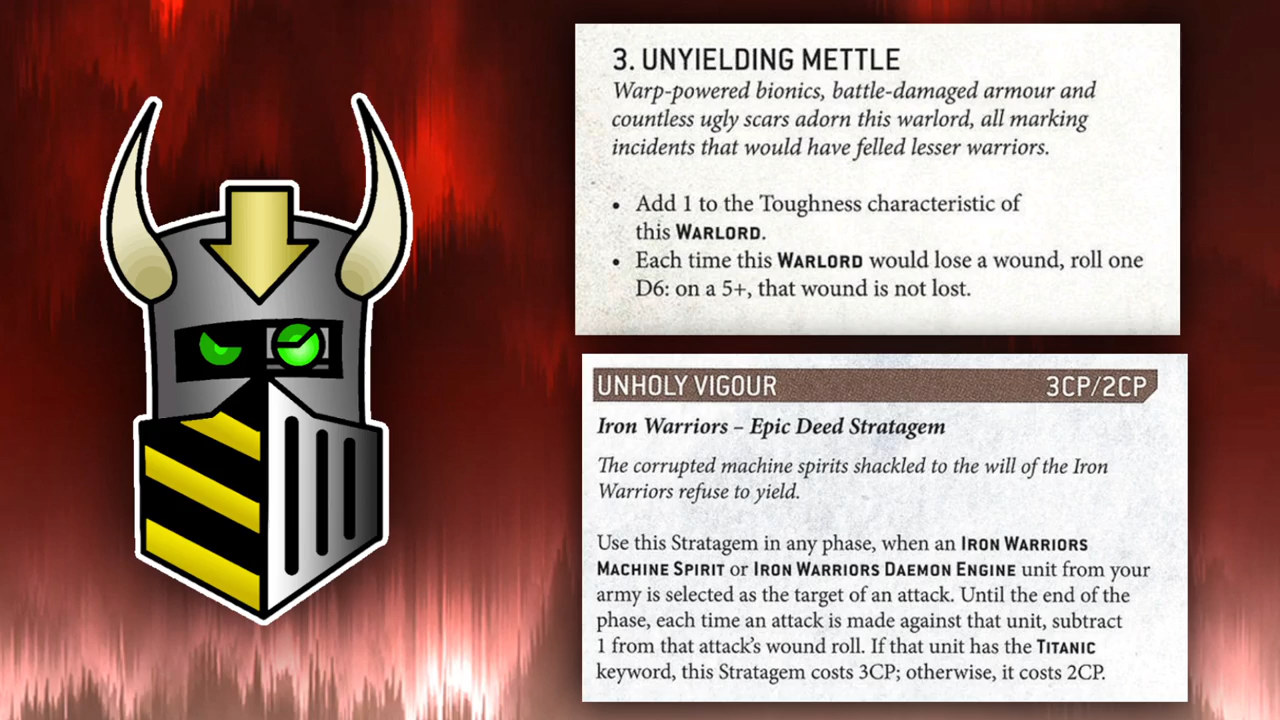 3. UNYIELDING METTLE
Warp-powered bionics, battle-damaged armour and
countless ugly scars adorn this warlord, all marking
incidents that would have felled lesser warriors.
• Add 1 to the Toughness characteristic of
this WARLORD.
• Each time this WARLORD would lose a wound, roll one
D6: on a 5+, that wound is not lost.
UNHOLY VIGOUR 3CP/2CP
Iron Warriors – Epic Deed Stratagem
The corrupted machine spirits shackled to the will of the Iron
Warriors refuse to yield.
Use this Stratagem in any phase, when an IRON WARRIORS
MACHINE SPIRIT or IRON WARRIORS DAEMON ENGINE unit from your
army is selected as the target of an attack. Until the end of the
phase, each time an attack is made against that unit, subtract
1 from that attack's wound roll. If that unit has the TITANIC
keyword, this Stratagem costs 3CP; otherwise, it costs 2CP.